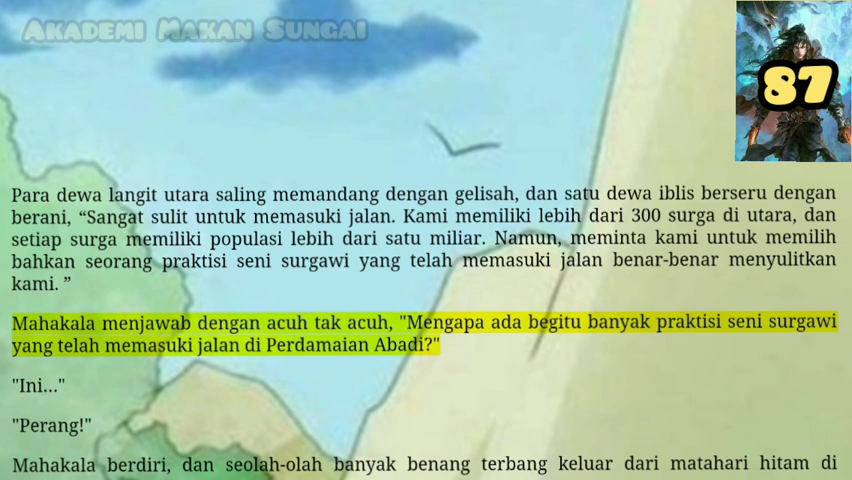 Akademi Makan Sungai
87
Para dewa langit utara saling memandang dengan gelisah, dan satu dewa iblis berseru dengan
berani, “Sangat sulit untuk memasuki jalan. Kami memiliki lebih dari 300 surga di utara, dan
setiap surga memiliki populasi lebih dari satu miliar. Namun, meminta kami untuk memilih
bahkan seorang praktisi seni surgawi yang telah memasuki jalan benar-benar menyulitkan
kami. ”
Mahakala menjawab dengan acuh tak acuh, "Mengapa ada begitu banyak praktisi seni surgawi
yang telah memasuki jalan di Perdamaian Abadi?"
"Ini..."
"Perang!"
Mahakala berdiri, dan seolah-olah banyak benang terbang keluar dari matahari hitam di